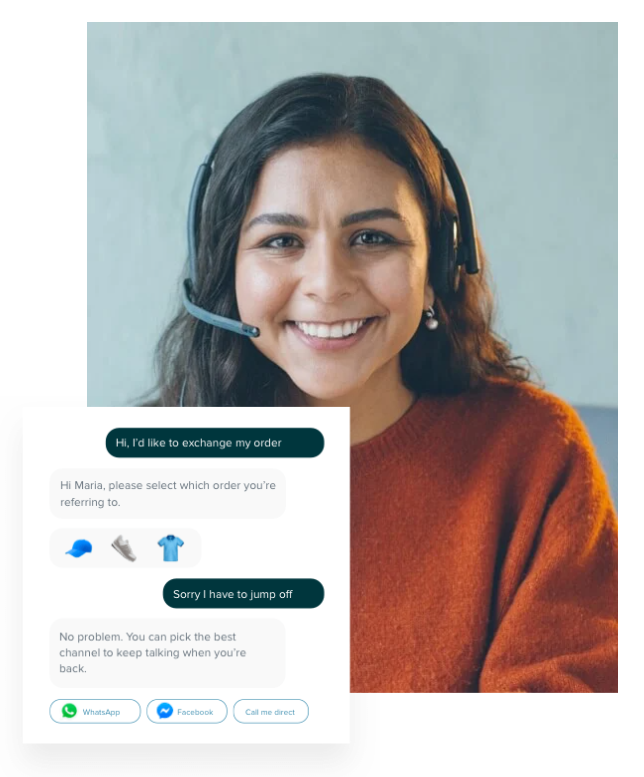 Hi, I'd like to exchange my order
Hi Maria, please select which order you're
referring to.
Sorry I have to jump off
No problem. You can pick the best
channel to keep talking when you're
back.
WhatsApp
Facebook
Call me direct